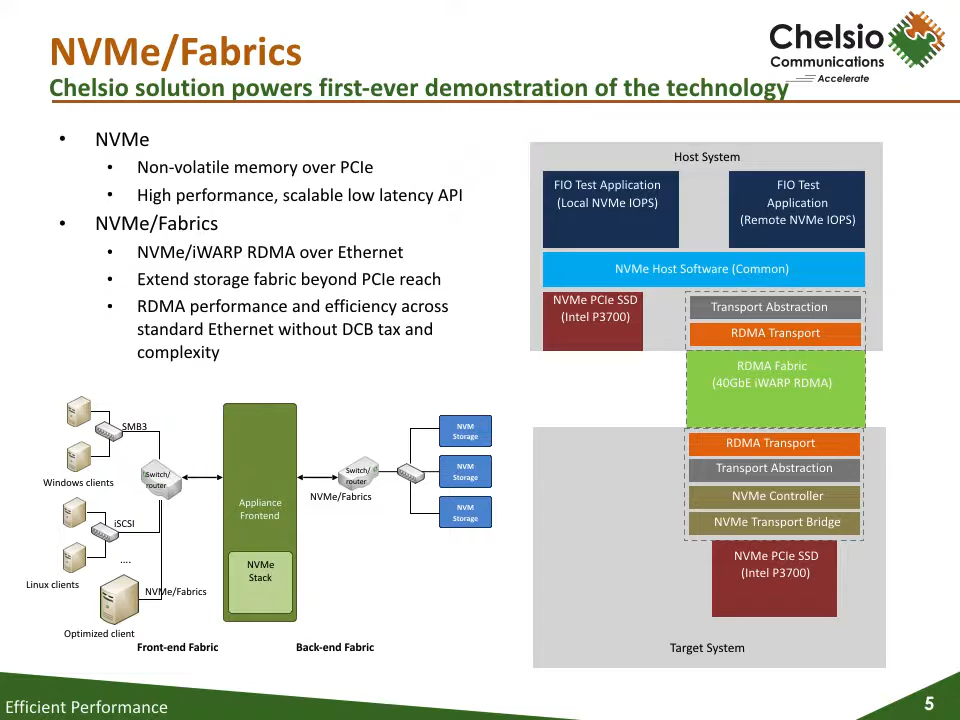 NVMe/Fabrics
Chelsio solution powers first-ever demonstration of the technology
Chelsio
Communications
Accelerate
• NVMe
• Non-volatile memory over PCIe
• High performance, scalable low latency API
• NVMe/Fabrics
• NVMe/iWARP RDMA over Ethernet
• Extend storage fabric beyond PCIe reach
• RDMA performance and efficiency across
standard Ethernet without DCB tax and
complexity
SMB3
Windows clients
iSCSI
....
Linux clients
NVMe/Fabrics
Optimized client
Switch/
router
Appliance
Frontend
NVMe
Stack
Switch/
router
NVMe/Fabrics
NVM
Storage
NVM
Storage
NVM
Storage
Front-end Fabric
Back-end Fabric
Host System
FIO Test Application
(Local NVMe IOPS)
FIO Test
Application
(Remote NVMe IOPS)
NVMe Host Software (Common)
NVMe PCIe SSD
(Intel P3700)
Transport Abstraction
RDMA Transport
RDMA Fabric
(40GbE iWARP RDMA)
RDMA Transport
Transport Abstraction
NVMe Controller
NVMe Transport Bridge
NVMe PCIe SSD
(Intel P3700)
Target System
Efficient Performance
5